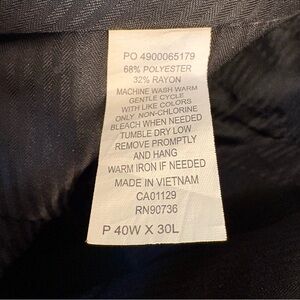 PO 4900065179
68% POLYESTER
32% RAYON
MACHINE WASH WARM
GENTLE CYCLE
WITH LIKE COLORS
ONLY NON-CHLORINE
BLEACH WHEN NEEDED
TUMBLE DRY LOW
REMOVE PROMPTLY
AND HANG
WARM IRON IF NEEDED
MADE IN VIETNAM
CA01129
RN90736
P 40W X 30L